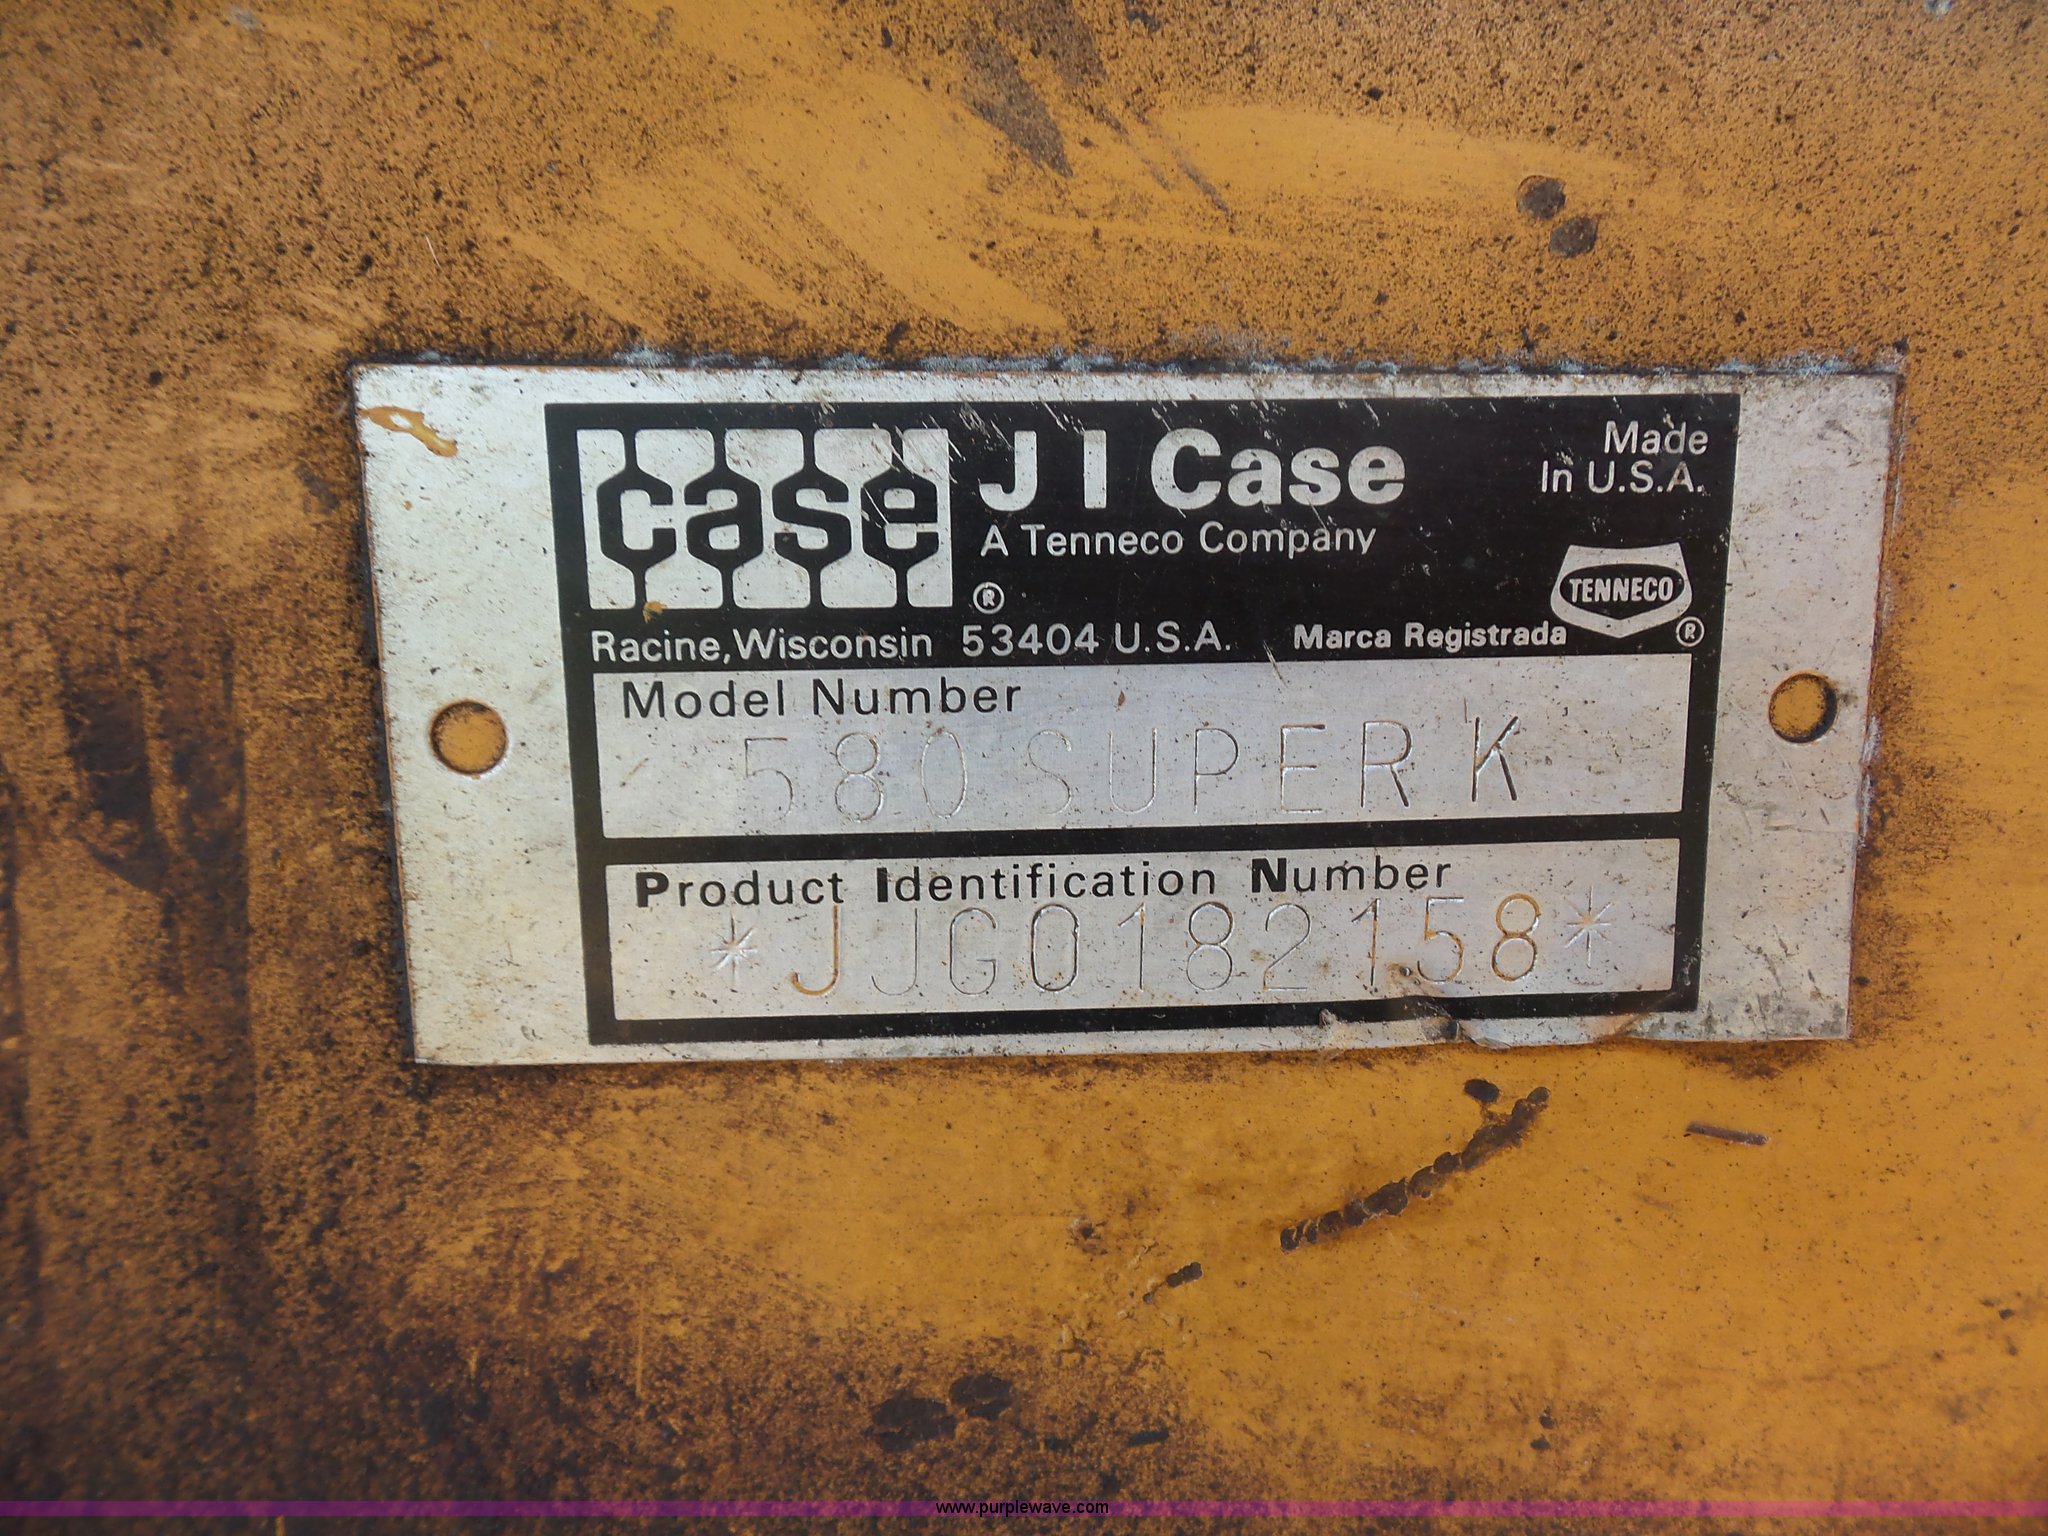 case
J I Case
A Tenneco Company
®
Made
In U.S.A.
TENNECO
®
Racine, Wisconsin 53404 U.S.A.
Marca Registrada
Model Number
580 SUPER K
Product Identification Number
*JJG0182158*
www.purplewave.com